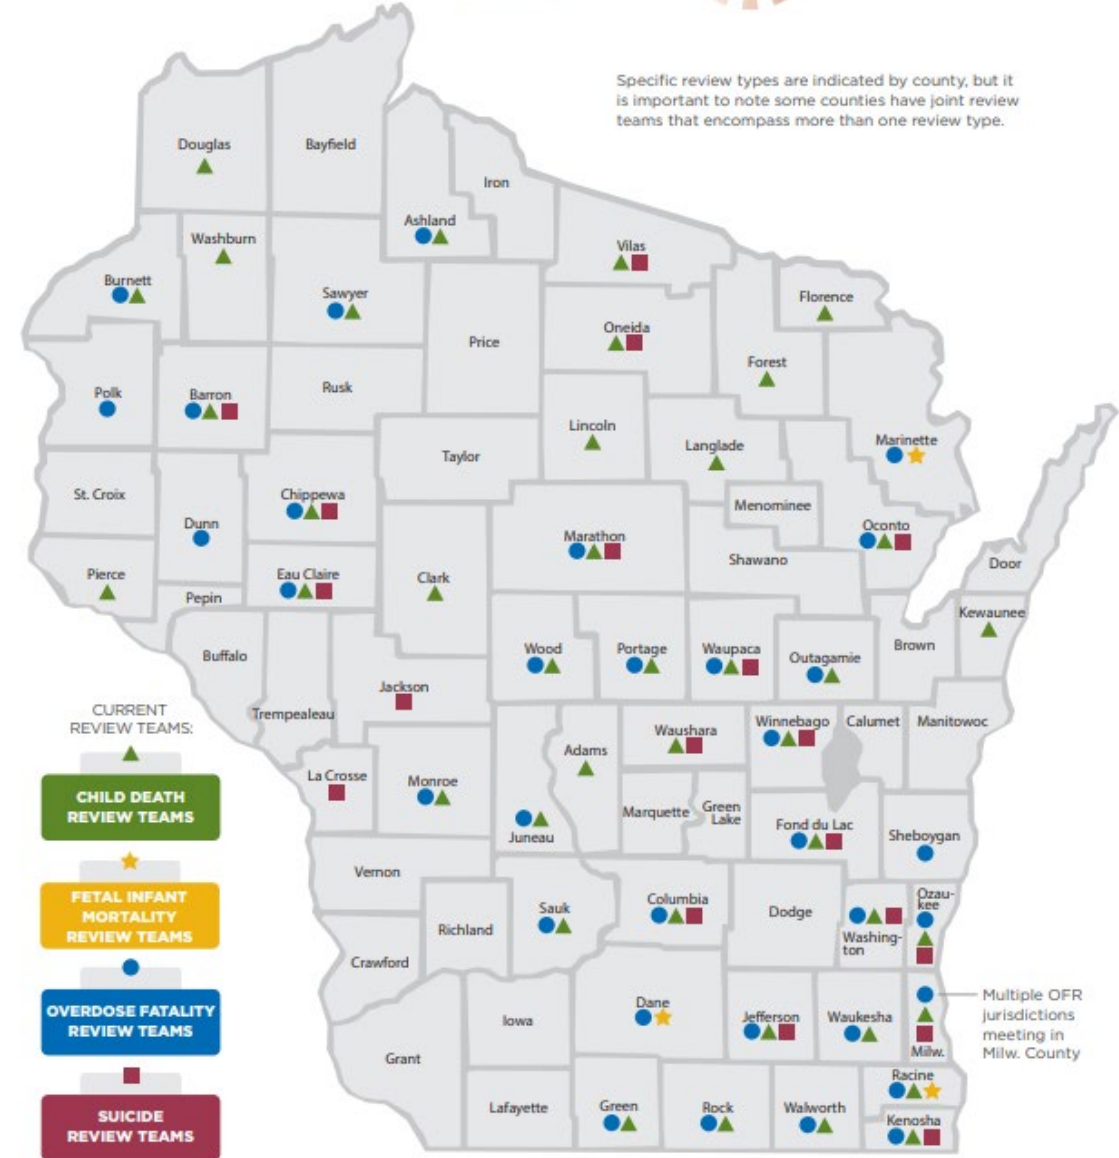 Specific review types are indicated by county, but it
is important to note some counties have joint review
teams that encompass more than one review type.
Douglas
Bayfield
Iron
Ashland
Washburn
Vilas
Burnett
Sawyer
Florence
Oneida
Price
Forest
Polk
Barron
Rusk
Lincoln
Langlade
Marinette
Taylor
St. Croix
Chippewa
Menominee
Dunn
Marathon
Oconto
Shawano
Door
Pierce
Eau Claire
Clark
Pepin
Kewaunee
Buffalo
Wood
Portage
Waupaca
Outagamie
Brown
Jackson
Trempealeau
Waushara
Winnebago
Calumet
Manitowoc
Adams
La Crosse
Monroe
Marquette
Green
Lake
Juneau
Fond du Lac
Sheboygan
Vernon
Columbia
Ozau-
kee
Sauk
Dodge
Richland
Washing-
ton
Crawford
Dane
Iowa
Jefferson
Waukesha
Milw.
Multiple OFR
jurisdictions
meeting in
Milw. County
Grant
Racine
Lafayette
Green
Rock
Walworth
Kenosha
CURRENT
REVIEW TEAMS:
CHILD DEATH
REVIEW TEAMS
FETAL INFANT
MORTALITY
REVIEW TEAMS
OVERDOSE FATALITY
REVIEW TEAMS
SUICIDE
REVIEW TEAMS